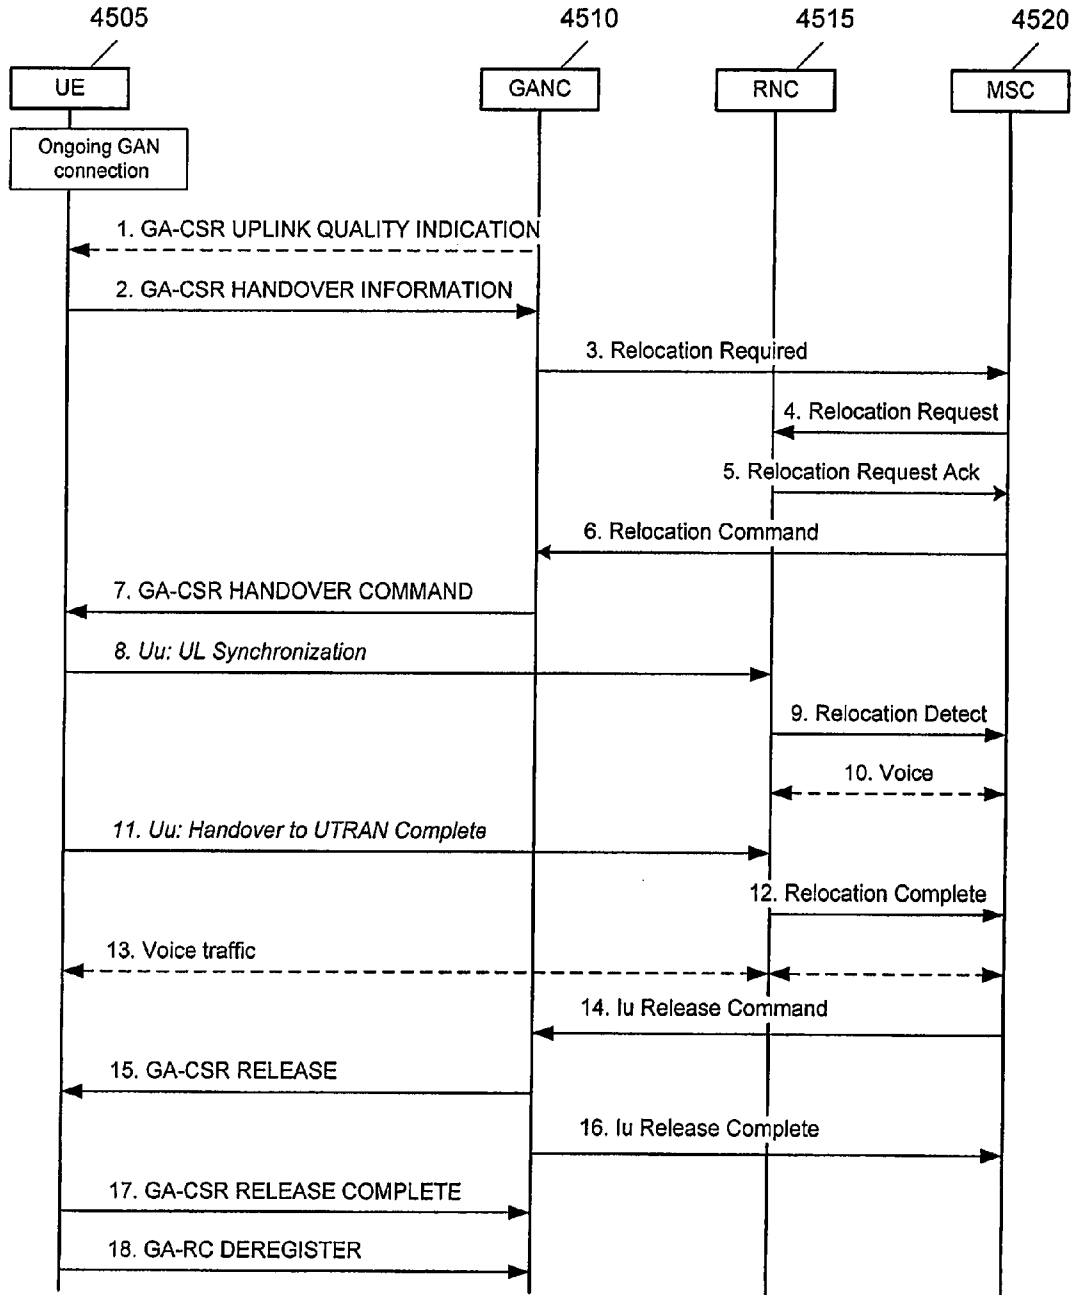 4505
4510
4515
4520
UE
GANC
RNC
MSC
Ongoing GAN
connection
1. GA-CSR UPLINK QUALITY INDICATION
2. GA-CSR HANDOVER INFORMATION
3. Relocation Required
4. Relocation Request
5. Relocation Request Ack
6. Relocation Command
7. GA-CSR HANDOVER COMMAND
8. Uu: UL Synchronization
9. Relocation Detect
10. Voice
11. Uu: Handover to UTRAN Complete
12. Relocation Complete
13. Voice traffic
14. Iu Release Command
15. GA-CSR RELEASE
16. Iu Release Complete
17. GA-CSR RELEASE COMPLETE
18. GA-RC DEREGISTER